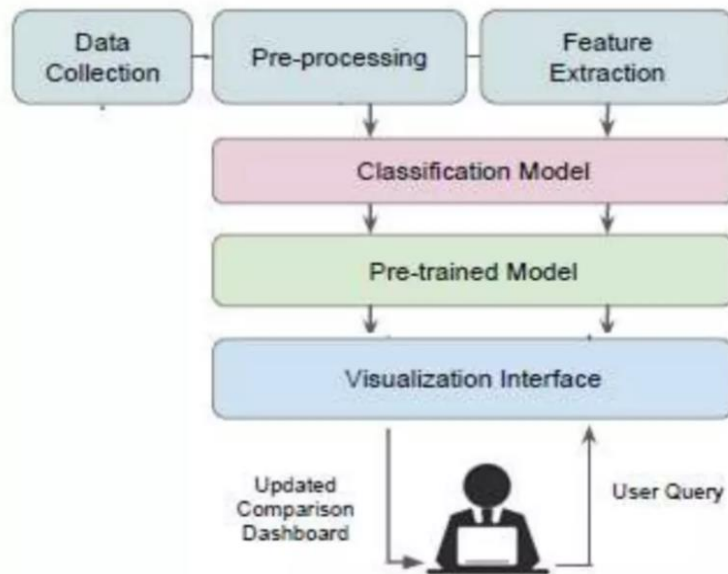 Data
Collection
Pre-processing
Feature
Extraction
Classification Model
Pre-trained Model
Visualization Interface
Updated
Comparison
Dashboard
User Query